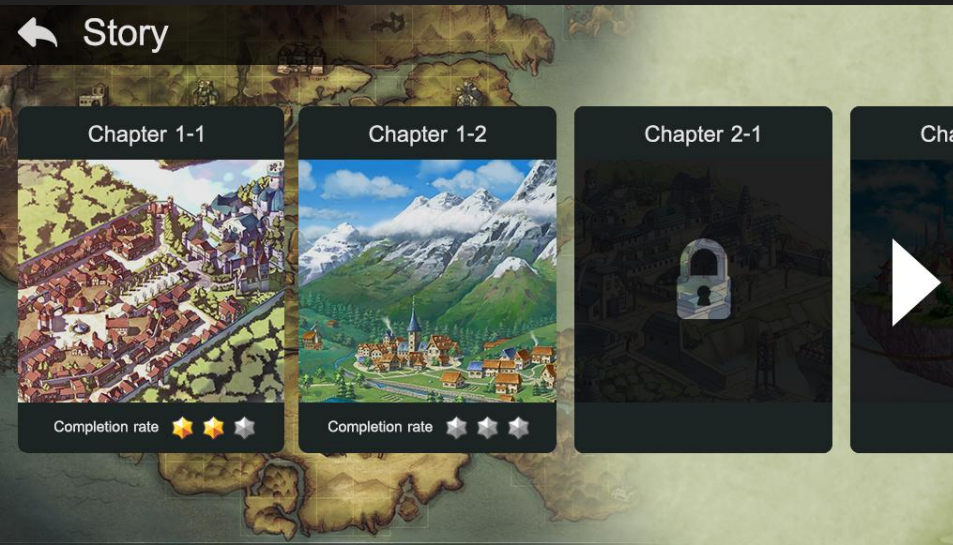 Story
Chapter 1-1
Chapter 1-2
Chapter 2-1
Completion rate
Completion rate